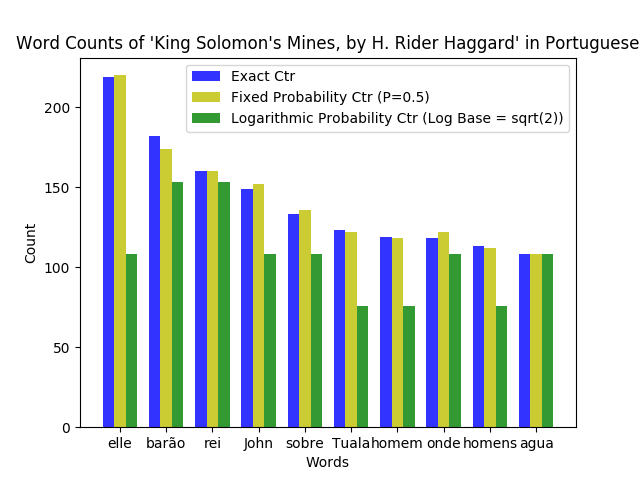 Word Counts of 'King Solomon's Mines, by H. Rider Haggard' in Portuguese
Exact Ctr
Fixed Probability Ctr (P=0.5)
Logarithmic Probability Ctr (Log Base = sqrt(2))
Count
200
150
100
50
0
elle barão rei John sobre Tuala homem onde homens agua
Words